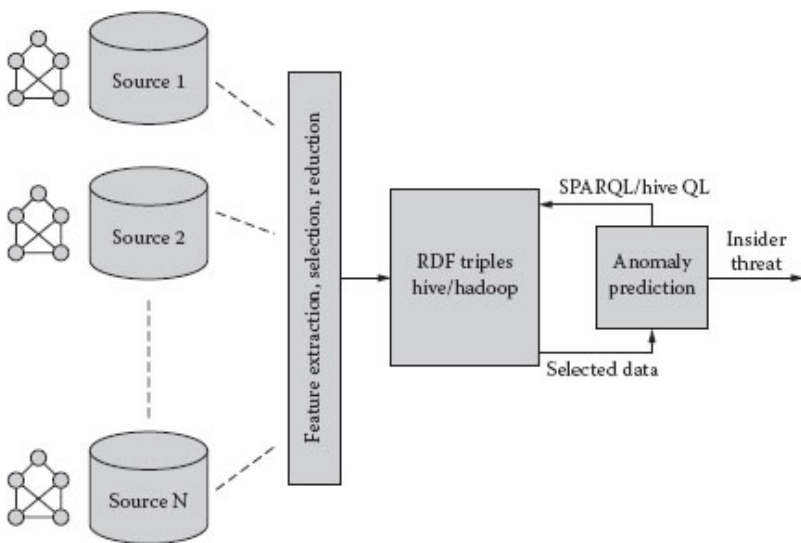 Source 1
Source 2
Source N
Feature extraction, selection, reduction
RDF triples
hive/hadoop
SPARQL/hive QL
Anomaly
prediction
Selected data
Insider
threat